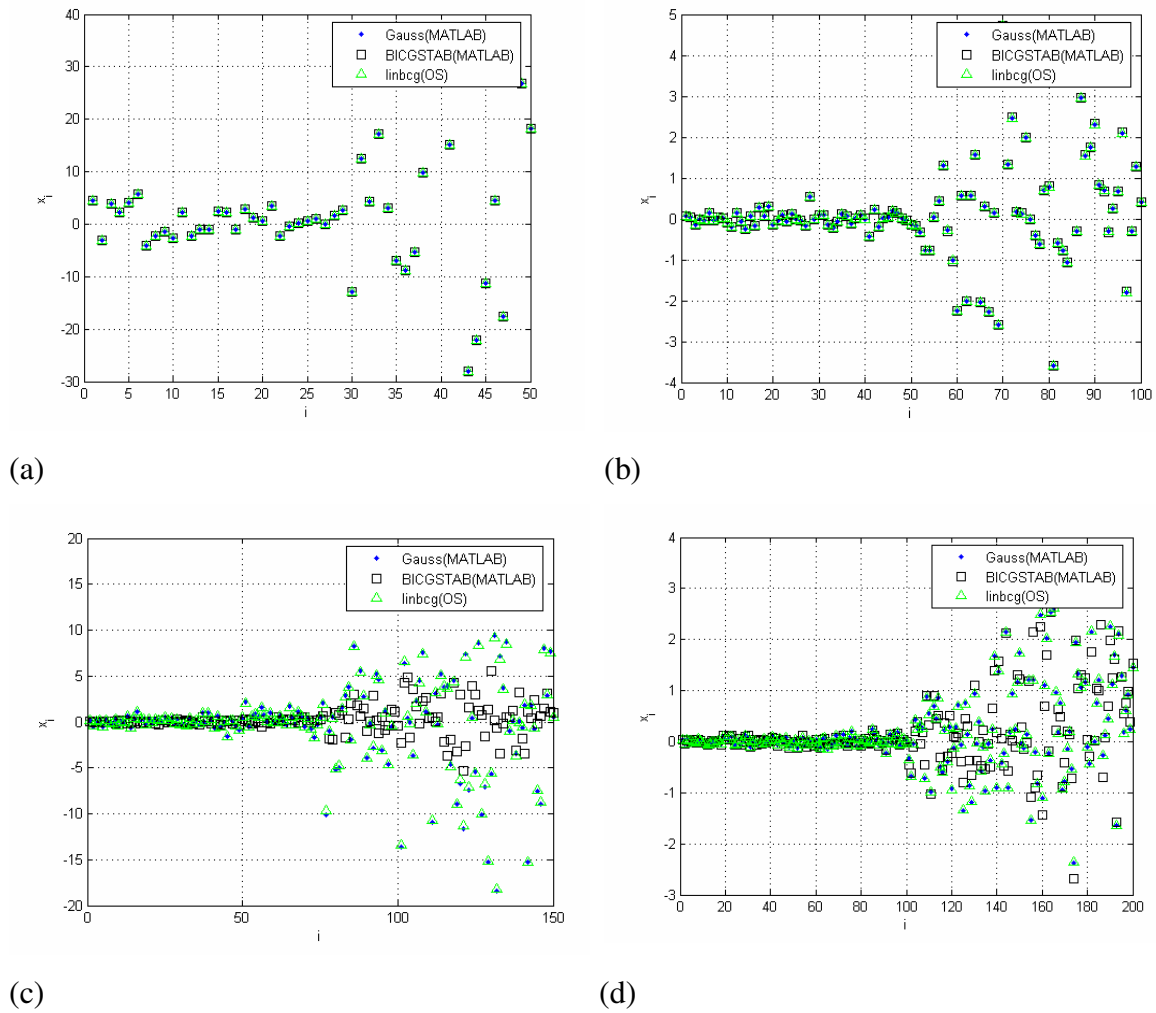 40
30
20
10
0
-10
-20
-30
0 5 10 15 20 25 30 35 40 45 50
x_i
i
Gauss(MATLAB)
BICGSTAB(MATLAB)
linbcg(OS)
(a)
5
4
3
2
1
0
-1
-2
-3
-4
0 10 20 30 40 50 60 70 80 90 100
x_i
i
Gauss(MATLAB)
BICGSTAB(MATLAB)
linbcg(OS)
(b)
20
15
10
5
0
-5
-10
-15
-20
0 50 100 150
x_i
i
Gauss(MATLAB)
BICGSTAB(MATLAB)
linbcg(OS)
(c)
4
3
2
1
0
-1
-2
-3
0 20 40 60 80 100 120 140 160 180 200
x_i
i
Gauss(MATLAB)
BICGSTAB(MATLAB)
linbcg(OS)
(d)